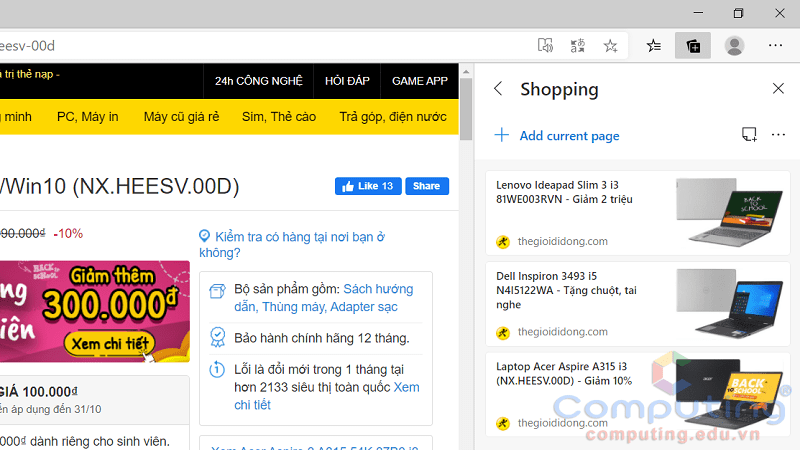 eesv-00d
trị thẻ nạp -
24h CÔNG NGHỆ HỎI ĐÁP GAME APP
minh PC, Máy in Máy cũ giá rẻ Sim, Thẻ cào Trả góp, điện nước
/Win10 (NX.HEESV.00D)
Like 13 Share
90.000₫ -10%
Kiểm tra có hàng tại nơi bạn ở
không?
BACK TO SCHOOL
Giảm thêm
300.000đ
Xem chi tiết
Bộ sản phẩm gồm: Sách hướng
dẫn, Thùng máy, Adapter sạc
Bảo hành chính hãng 12 tháng.
Lỗi là đổi mới trong 1 tháng tại
hơn 2133 siêu thị toàn quốc Xem
chi tiết
GIÁ 100.000₫
áp dụng đến 31/10
000₫ dành riêng cho sinh viên.
Shopping
Add current page
Lenovo Ideapad Slim 3 i3
81WE003RVN - Giảm 2 triệu
thegioididong.com
BACK TO SCHOOL
Dell Inspiron 3493 i5
N4I5122WA - Tặng chuột, tai
nghe
thegioididong.com
Laptop Acer Aspire A315 i3
(NX.HEESV.00D) - Giảm 10%
thegioididong.com
BACK TO SCHOOL
Computing
computing.edu.vn